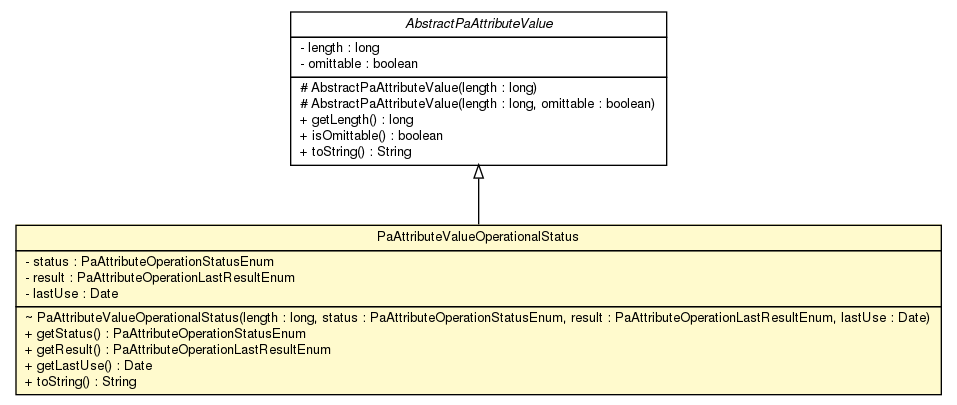 AbstractPaAttributeValue
- length : long
- omittable : boolean
# AbstractPaAttributeValue(length : long)
# AbstractPaAttributeValue(length : long, omittable : boolean)
+ getLength() : long
+ isOmittable() : boolean
+ toString() : String
PaAttributeValueOperationalStatus
- status : PaAttributeOperationStatusEnum
- result : PaAttributeOperationLastResultEnum
- lastUse : Date
~ PaAttributeValueOperationalStatus(length : long, status : PaAttributeOperationStatusEnum, result : PaAttributeOperationLastResultEnum, lastUse : Date)
+ getStatus() : PaAttributeOperationStatusEnum
+ getResult() : PaAttributeOperationLastResultEnum
+ getLastUse() : Date
+ toString() : String